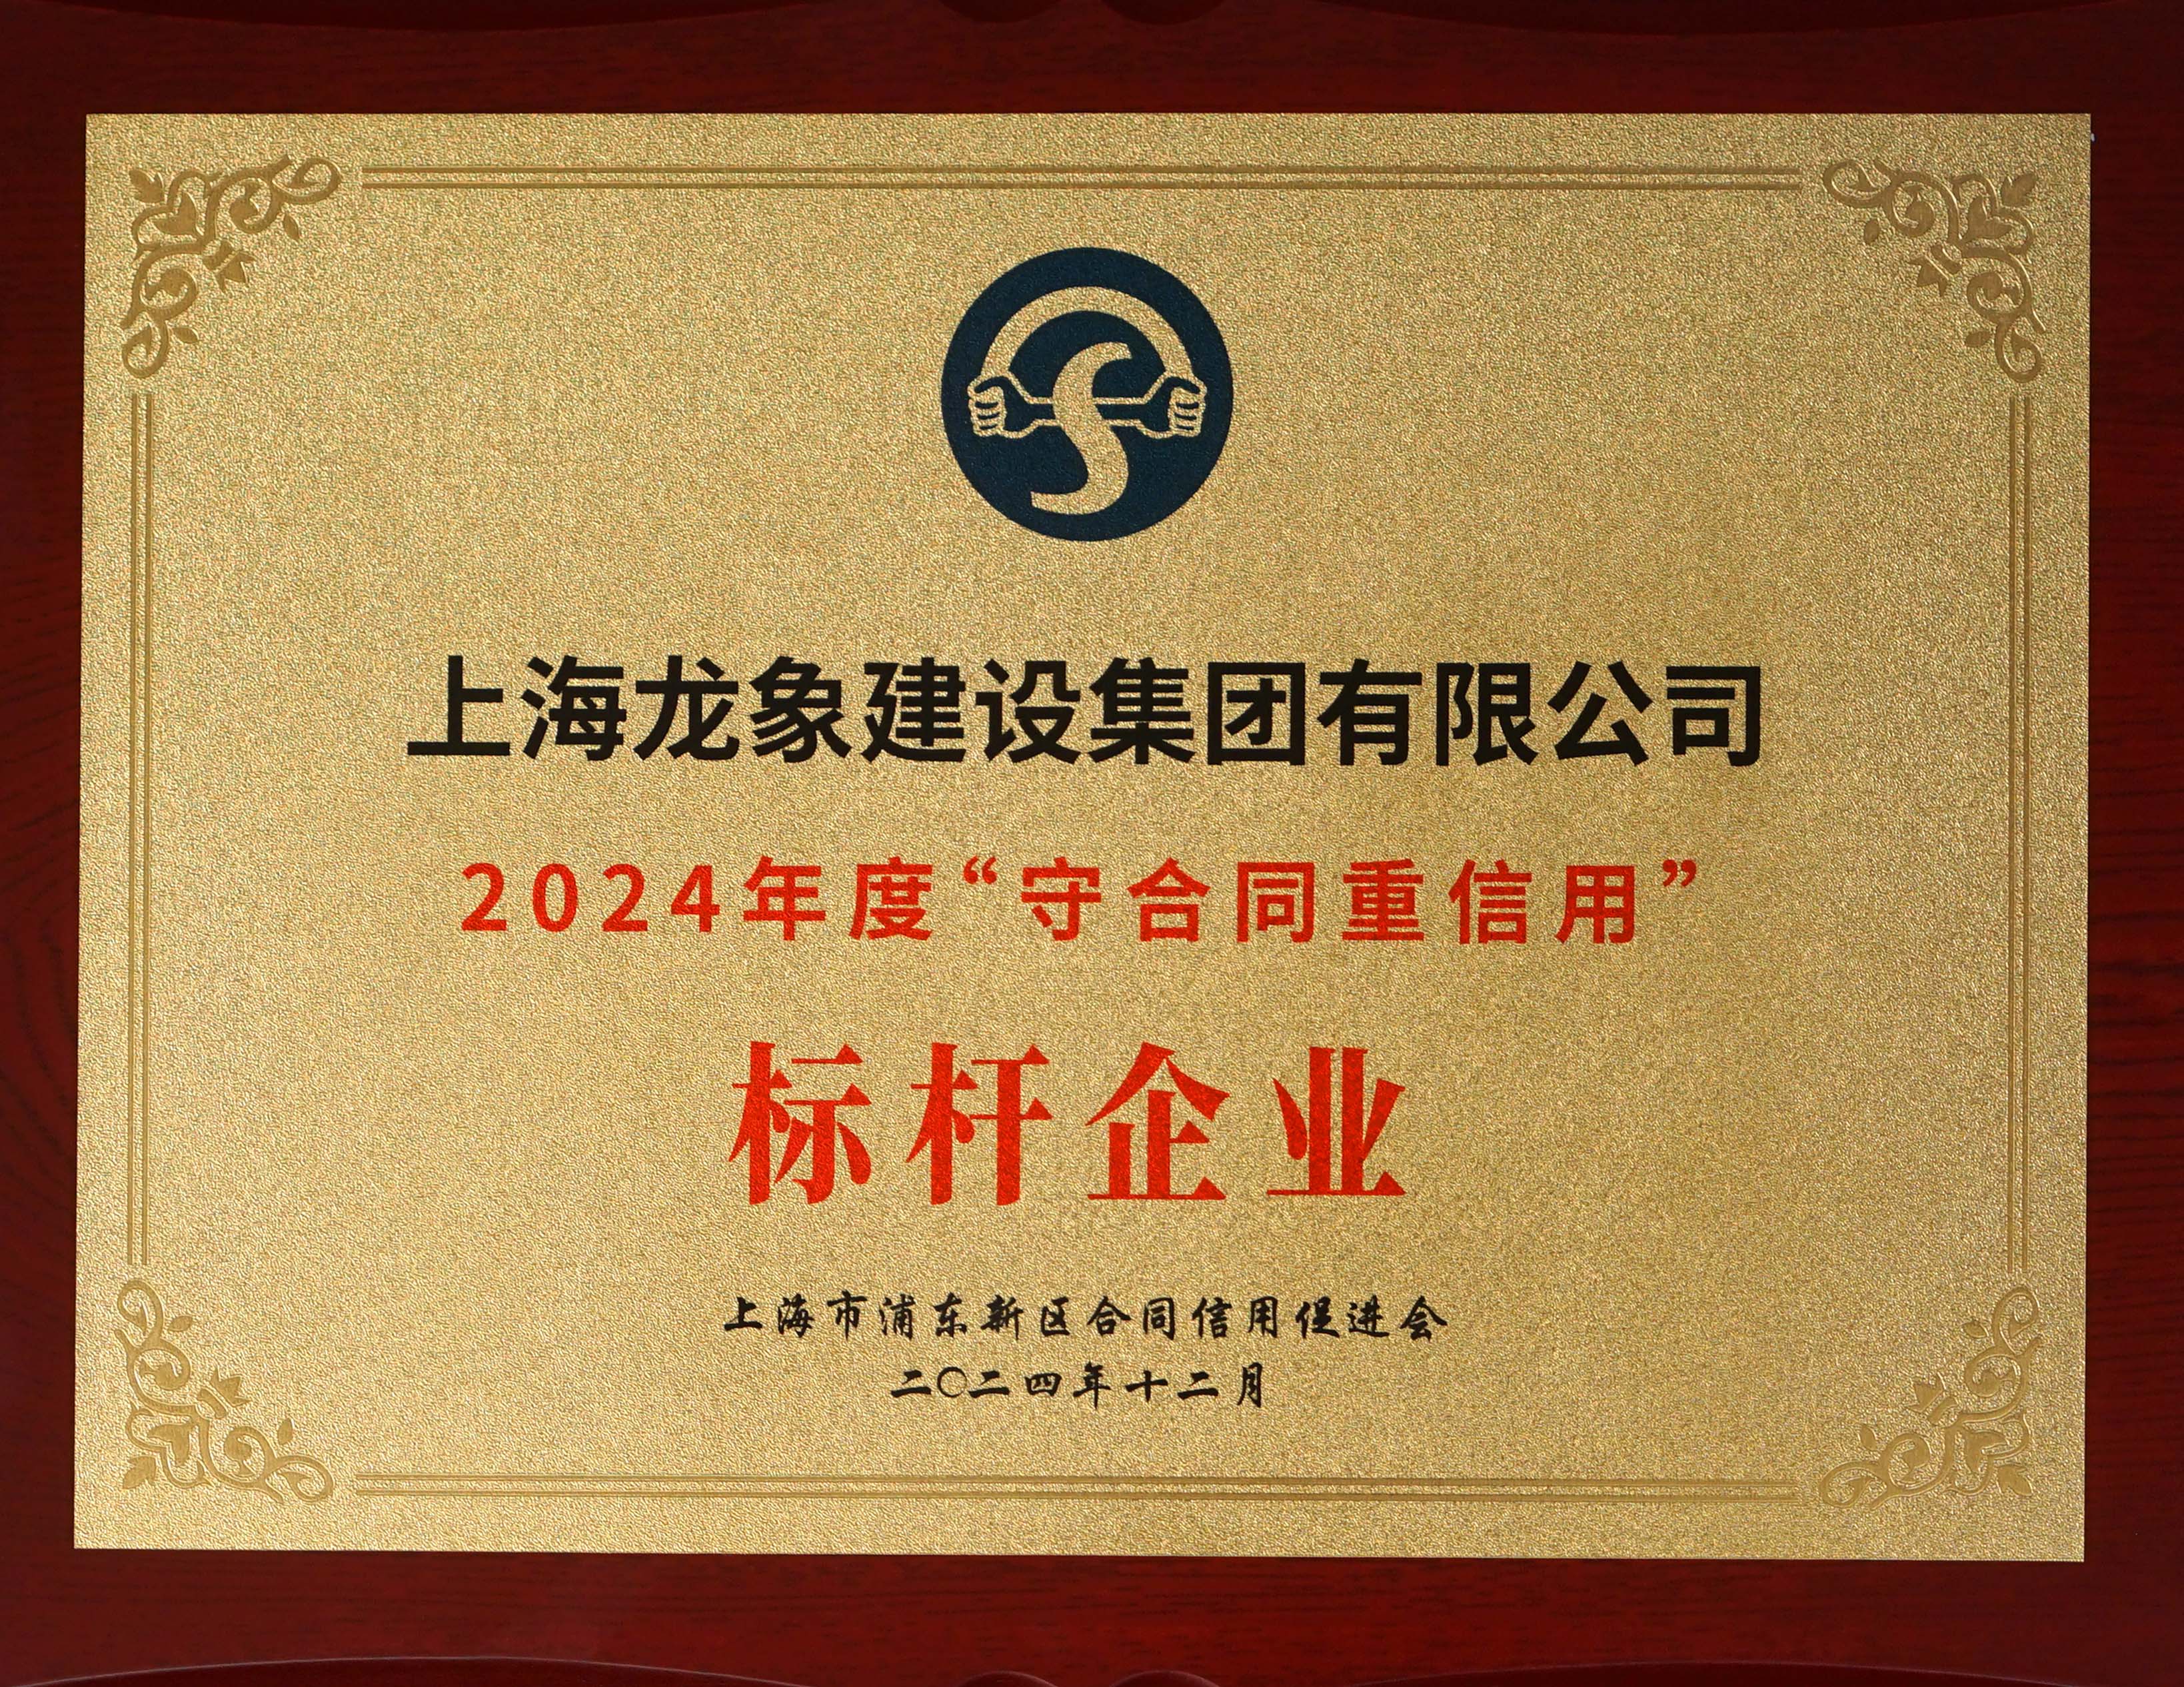 上海龙象建设集团有限公司
2024年度“守合同重信用”
标杆企业
上海市浦东新区合同信用促进会
二〇二四年十二月